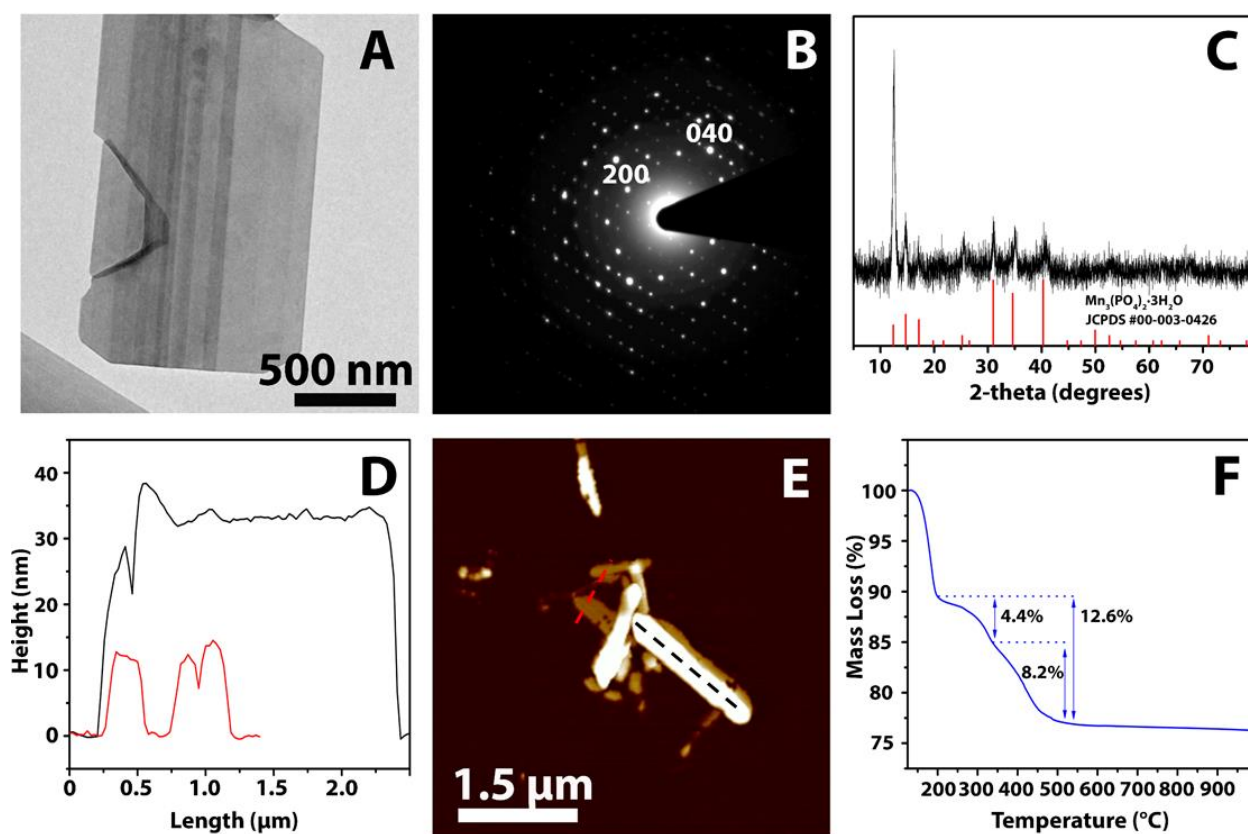 A
500 nm
B
040
200
C
Mn₃(PO₄)₂·3H₂O
JCPDS #00-003-0426
10 20 30 40 50 60 70
2-theta (degrees)
D
40
30
20
10
0
Height (nm)
0 0.5 1.0 1.5 2.0
Length (µm)
E
1.5 µm
F
100
95
90
85
80
75
Mass Loss (%)
4.4%
12.6%
8.2%
200 300 400 500 600 700 800 900
Temperature (°C)